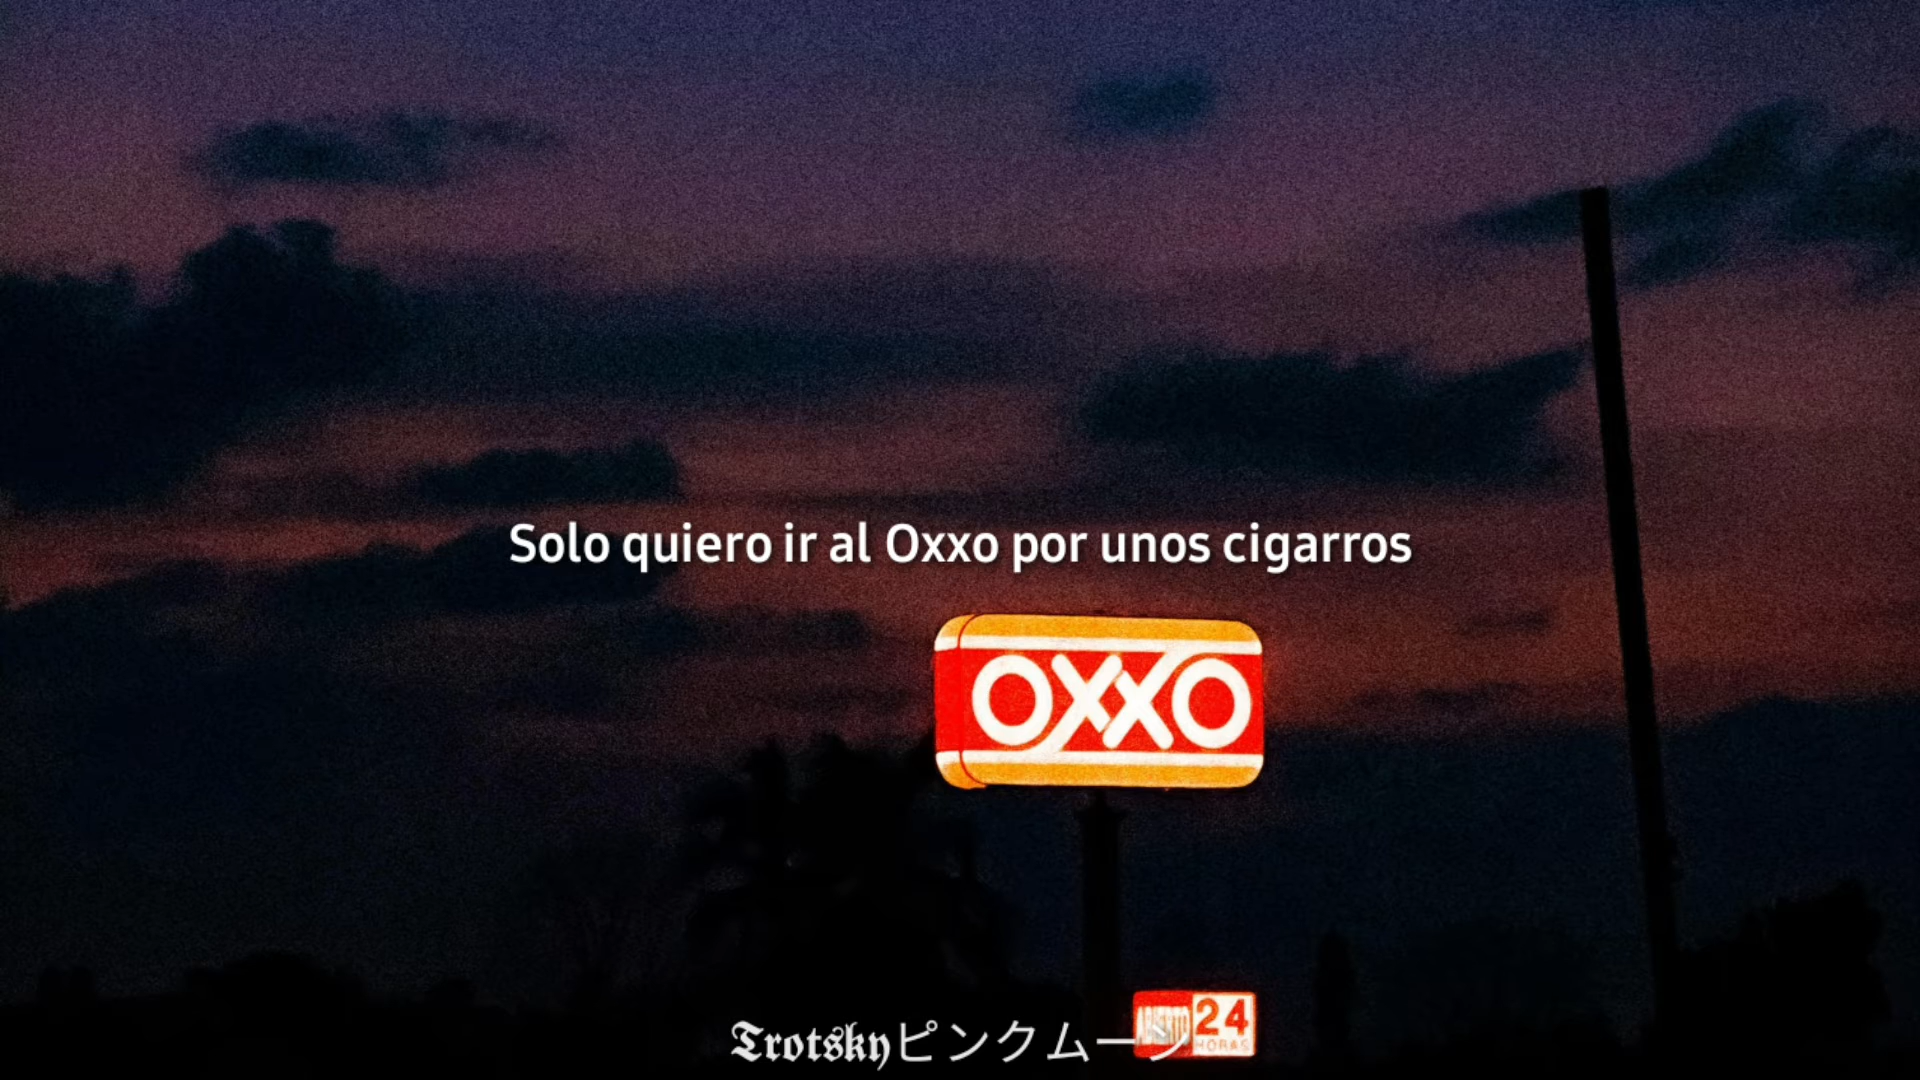 Solo quiero ir al Oxxo por unos cigarros
OXXO
ABIERTO 24
HORAS
Trotskyピンクムーン